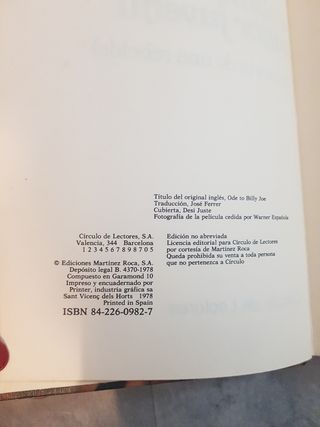 Título del original inglés, Ode to Billy Joe
Traducción, José Ferrer
Cubierta, Desi Juste
Fotografía de la película cedida por Warner Española
Círculo de Lectores, S.A.
Valencia, 344 Barcelona
1 2 3 4 5 6 7 8 9 8 7 0 5
Edición no abreviada
Licencia editorial para Círculo de Lectores
por cortesía de Martínez Roca
Queda prohibida su venta a toda persona
que no pertenezca a Círculo
© Ediciones Martínez Roca, S.A.
Depósito legal B. 4370-1978
Compuesto en Garamond 10
Impreso y encuadernado por
Printer, industria gráfica sa
Sant Vicenç dels Horts 1978
Printed in Spain
ISBN 84-226-0982-7